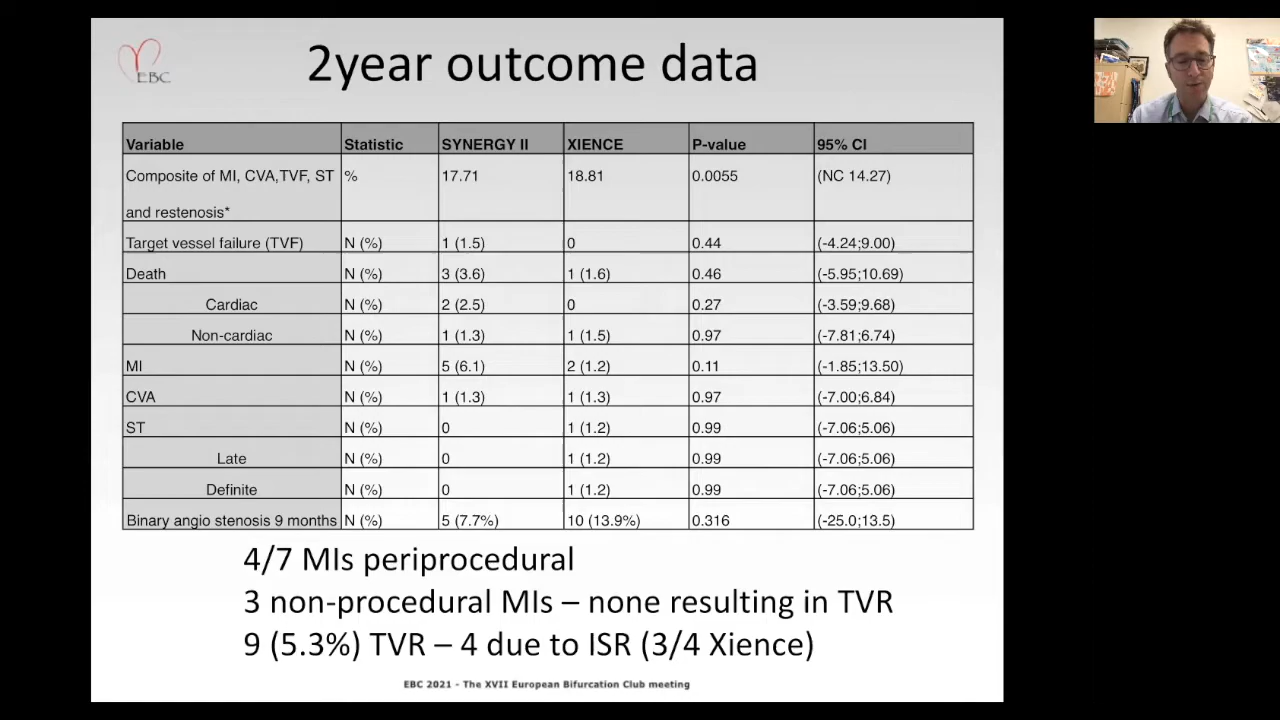 EBC
2year outcome data
Variable Statistic SYNERGY II XIENCE P-value 95% CI
Composite of MI, CVA,TVF, ST % 17.71 18.81 0.0055 (NC 14.27)
and restenosis*
Target vessel failure (TVF) N (%) 1 (1.5) 0 0.44 (-4.24;9.00)
Death N (%) 3 (3.6) 1 (1.6) 0.46 (-5.95;10.69)
Cardiac N (%) 2 (2.5) 0 0.27 (-3.59;9.68)
Non-cardiac N (%) 1 (1.3) 1 (1.5) 0.97 (-7.81;6.74)
MI N (%) 5 (6.1) 2 (1.2) 0.11 (-1.85;13.50)
CVA N (%) 1 (1.3) 1 (1.3) 0.97 (-7.00;6.84)
ST N (%) 0 1 (1.2) 0.99 (-7.06;5.06)
Late N (%) 0 1 (1.2) 0.99 (-7.06;5.06)
Definite N (%) 0 1 (1.2) 0.99 (-7.06;5.06)
Binary angio stenosis 9 months N (%) 5 (7.7%) 10 (13.9%) 0.316 (-25.0;13.5)
4/7 MIs periprocedural
3 non-procedural MIs – none resulting in TVR
9 (5.3%) TVR – 4 due to ISR (3/4 Xience)
EBC 2021 - The XVII European Bifurcation Club meeting